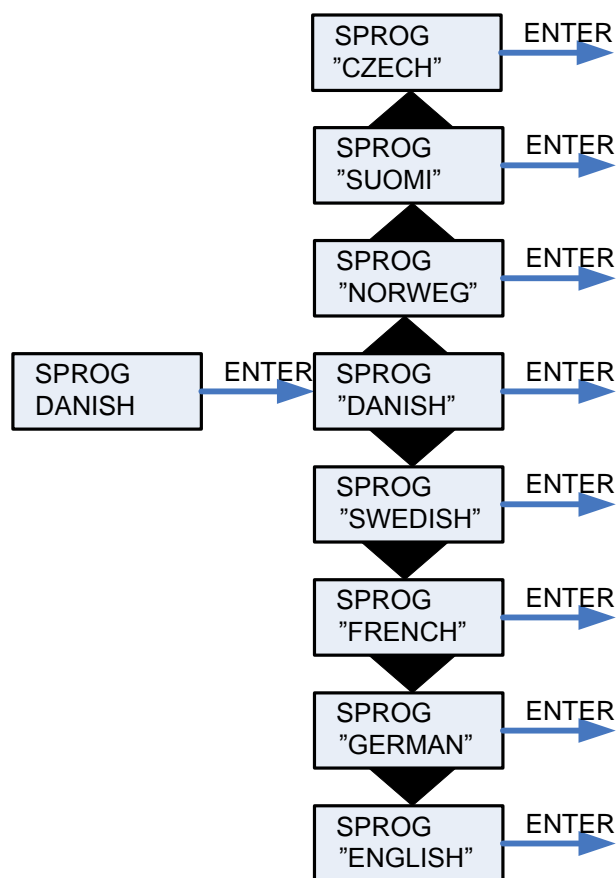 SPROG
”CZECH”
ENTER
SPROG
”SUOMI”
ENTER
SPROG
”NORWEG”
ENTER
SPROG
DANISH
ENTER
SPROG
”DANISH”
ENTER
SPROG
”SWEDISH”
ENTER
SPROG
”FRENCH”
ENTER
SPROG
”GERMAN”
ENTER
SPROG
”ENGLISH”
ENTER